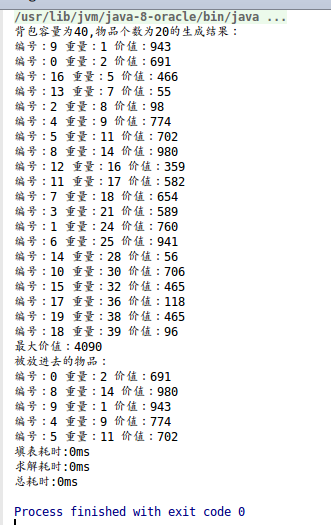 /usr/lib/jvm/java-8-oracle/bin/java ...
背包容量为40,物品个数为20的生成结果：
编号：9 重量：1 价值：943
编号：0 重量：2 价值：691
编号：16 重量：5 价值：466
编号：13 重量：7 价值：55
编号：2 重量：8 价值：98
编号：4 重量：9 价值：774
编号：5 重量：11 价值：702
编号：8 重量：14 价值：980
编号：12 重量：16 价值：359
编号：11 重量：17 价值：582
编号：7 重量：18 价值：654
编号：3 重量：21 价值：589
编号：1 重量：24 价值：760
编号：6 重量：25 价值：941
编号：14 重量：28 价值：56
编号：10 重量：30 价值：706
编号：15 重量：32 价值：465
编号：17 重量：36 价值：118
编号：19 重量：38 价值：465
编号：18 重量：39 价值：96
最大价值：4090
被放进去的物品：
编号：0 重量：2 价值：691
编号：8 重量：14 价值：980
编号：9 重量：1 价值：943
编号：4 重量：9 价值：774
编号：5 重量：11 价值：702
填表耗时:0ms
求解耗时:0ms
总耗时:0ms
Process finished with exit code 0